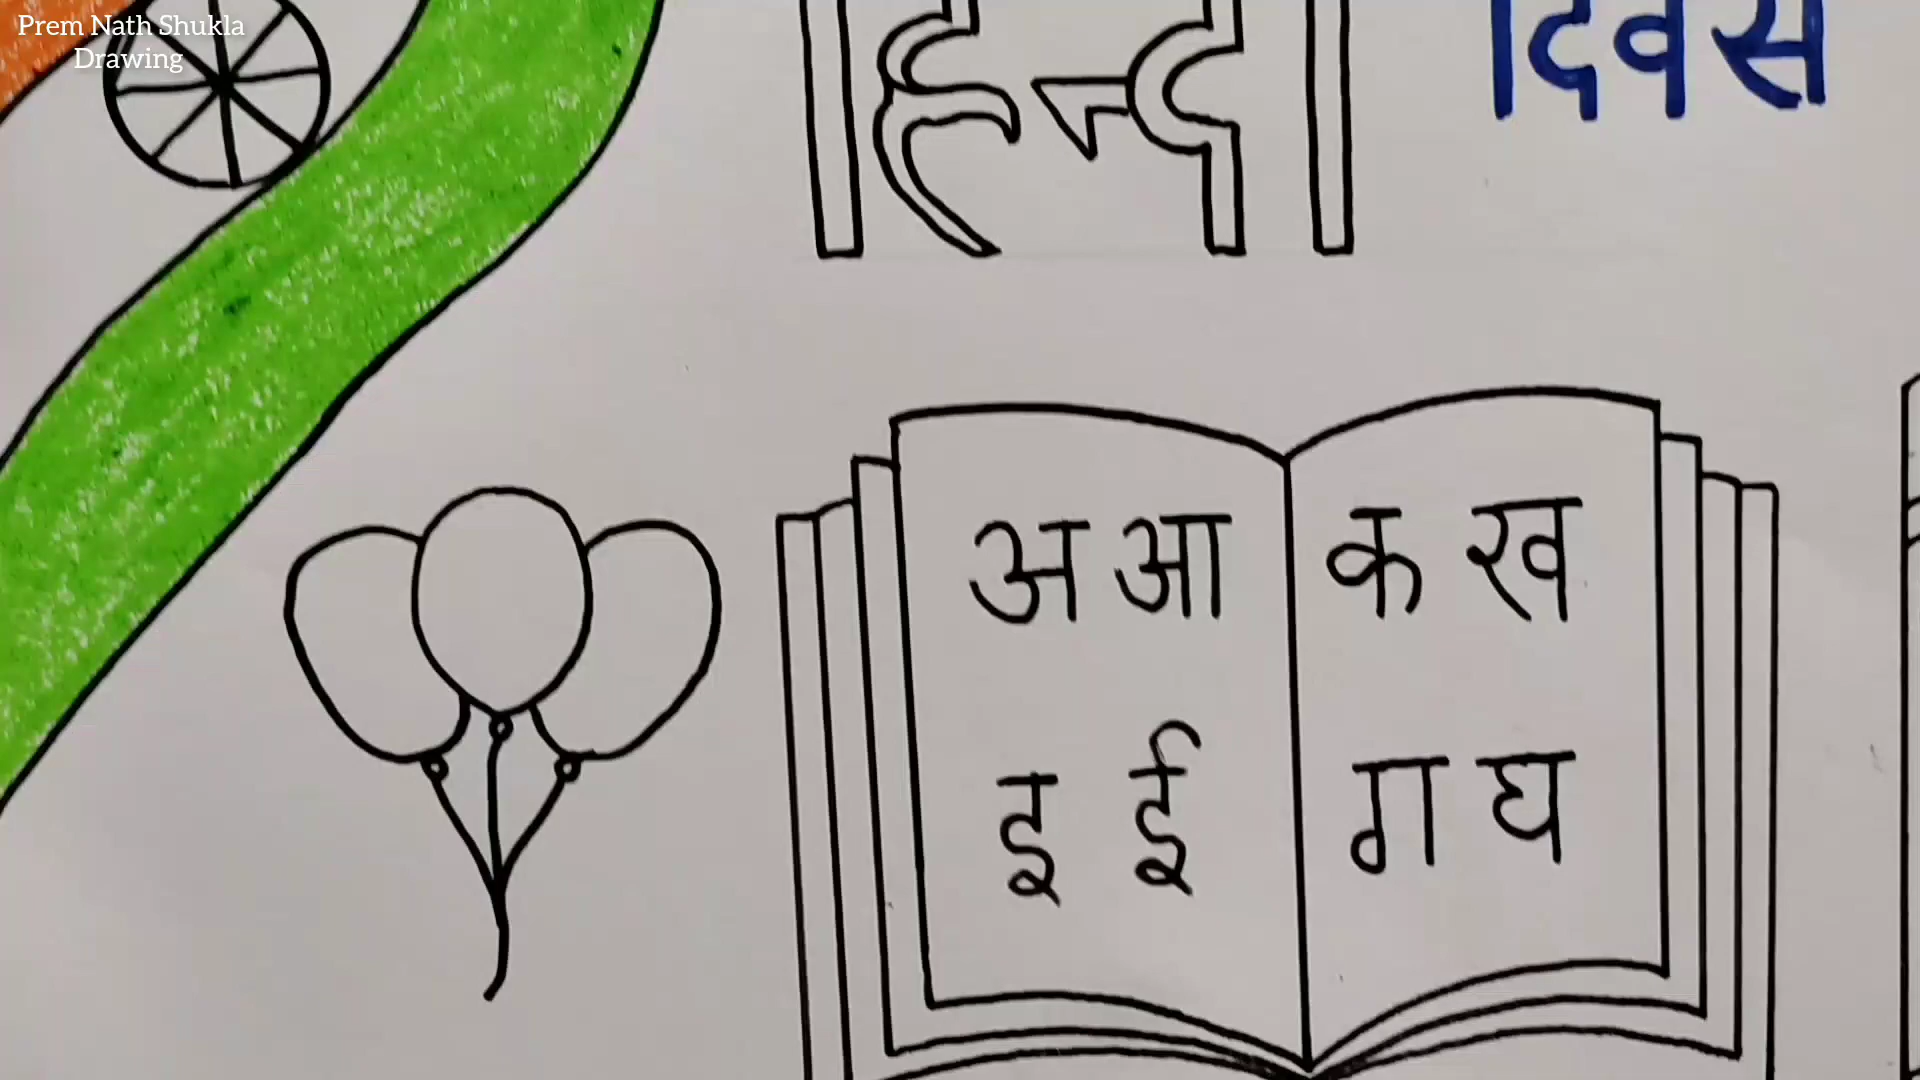 Prem Nath Shukla
Drawing
हिन्दी दिवस
अ आ क ख
इ ई ग घ